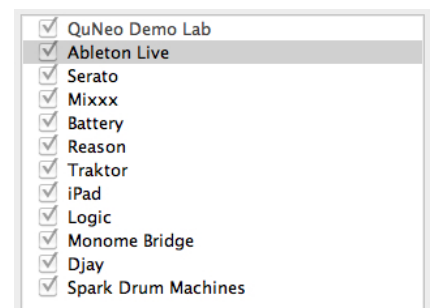 QuNeo Demo Lab
Ableton Live
Serato
Mixxx
Battery
Reason
Traktor
iPad
Logic
Monome Bridge
Djay
Spark Drum Machines